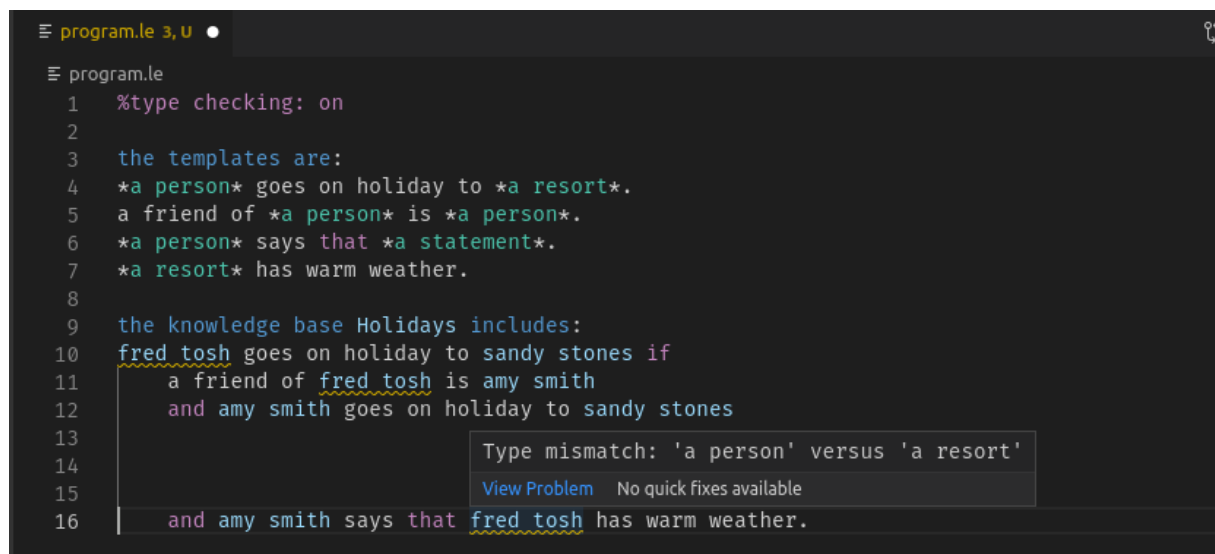 program.le 3, U
program.le
1 %type checking: on
2
3 the templates are:
4 *a person* goes on holiday to *a resort*.
5 a friend of *a person* is *a person*.
6 *a person* says that *a statement*.
7 *a resort* has warm weather.
8
9 the knowledge base Holidays includes:
10 fred tosh goes on holiday to sandy stones if
11 a friend of fred tosh is amy smith
12 and amy smith goes on holiday to sandy stones
13
Type mismatch: 'a person' versus 'a resort'
14
15
View Problem No quick fixes available
16 and amy smith says that fred tosh has warm weather.